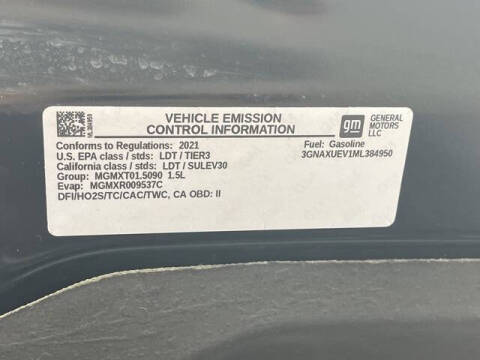 VEHICLE EMISSION
CONTROL INFORMATION
gm GENERAL
MOTORS
LLC
Conforms to Regulations: 2021
Fuel: Gasoline
U.S. EPA class / stds: LDT / TIER3
3GNAXUEV1ML384950
California class / stds: LDT / SULEV30
Group: MGMXT01.5090 1.5L
Evap: MGMXR009537C
DFI/HO2S/TC/CAC/TWC, CA OBD: II
ML384950